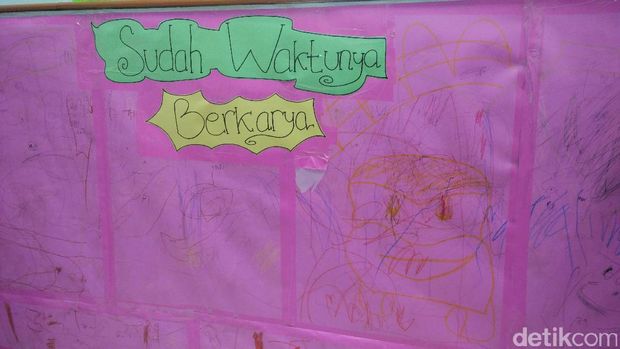 Sudah Waktunya
Berkarya
detikcom